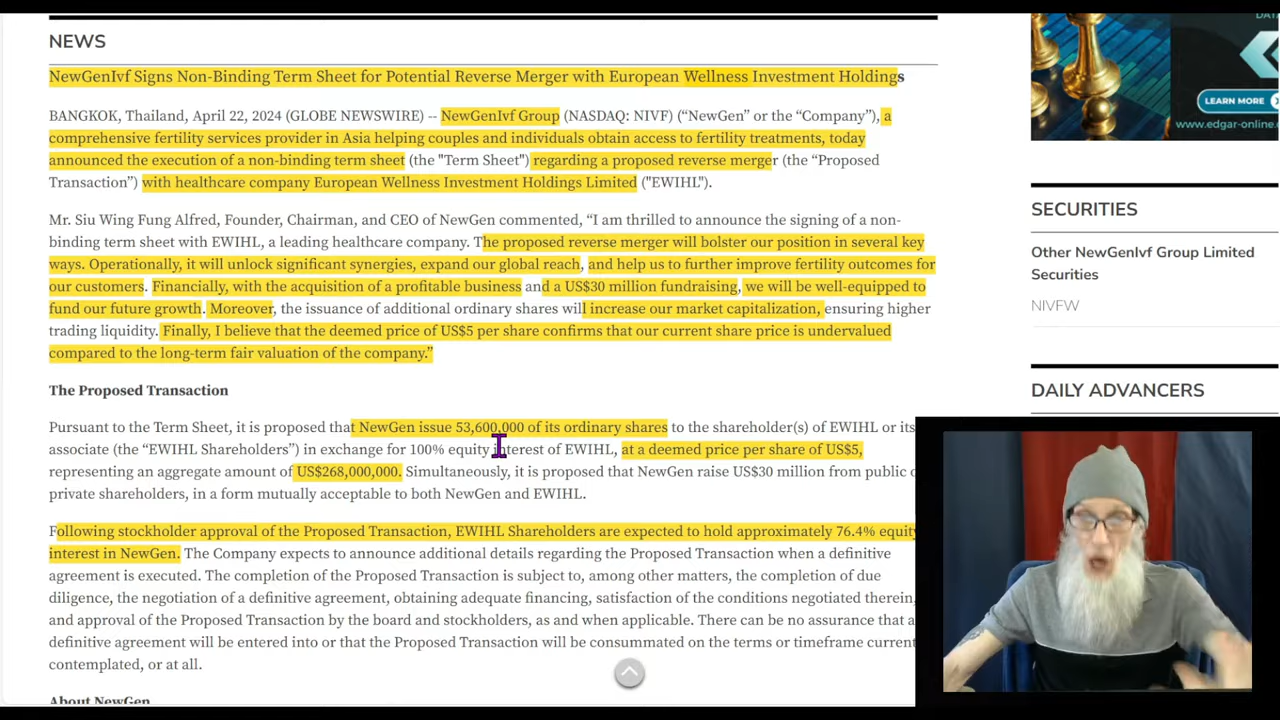 NEWS
NewGenIvf Signs Non-Binding Term Sheet for Potential Reverse Merger with European Wellness Investment Holdings
BANGKOK, Thailand, April 22, 2024 (GLOBE NEWSWIRE) -- NewGenIvf Group (NASDAQ: NIVF) (“NewGen” or the “Company”), a
comprehensive fertility services provider in Asia helping couples and individuals obtain access to fertility treatments, today
announced the execution of a non-binding term sheet (the "Term Sheet") regarding a proposed reverse merger (the “Proposed
Transaction”) with healthcare company European Wellness Investment Holdings Limited ("EWIHL").
Mr. Siu Wing Fung Alfred, Founder, Chairman, and CEO of NewGen commented, “I am thrilled to announce the signing of a non-
binding term sheet with EWIHL, a leading healthcare company. The proposed reverse merger will bolster our position in several key
ways. Operationally, it will unlock significant synergies, expand our global reach, and help us to further improve fertility outcomes for
our customers. Financially, with the acquisition of a profitable business and a US$30 million fundraising, we will be well-equipped to
fund our future growth. Moreover, the issuance of additional ordinary shares will increase our market capitalization, ensuring higher
trading liquidity. Finally, I believe that the deemed price of US$5 per share confirms that our current share price is undervalued
compared to the long-term fair valuation of the company.”
The Proposed Transaction
Pursuant to the Term Sheet, it is proposed that NewGen issue 53,600,000 of its ordinary shares to the shareholder(s) of EWIHL or its
associate (the “EWIHL Shareholders”) in exchange for 100% equity interest of EWIHL, at a deemed price per share of US$5,
representing an aggregate amount of US$268,000,000. Simultaneously, it is proposed that NewGen raise US$30 million from public o
private shareholders, in a form mutually acceptable to both NewGen and EWIHL.
Following stockholder approval of the Proposed Transaction, EWIHL Shareholders are expected to hold approximately 76.4% equity
interest in NewGen. The Company expects to announce additional details regarding the Proposed Transaction when a definitive
agreement is executed. The completion of the Proposed Transaction is subject to, among other matters, the completion of due
diligence, the negotiation of a definitive agreement, obtaining adequate financing, satisfaction of the conditions negotiated therein,
and approval of the Proposed Transaction by the board and stockholders, as and when applicable. There can be no assurance that a
definitive agreement will be entered into or that the Proposed Transaction will be consummated on the terms or timeframe current
contemplated, or at all.
About NewGen
DATA
LEARN MORE
www.edgar-online.c
SECURITIES
Other NewGenIvf Group Limited
Securities
NIVFW
DAILY ADVANCERS